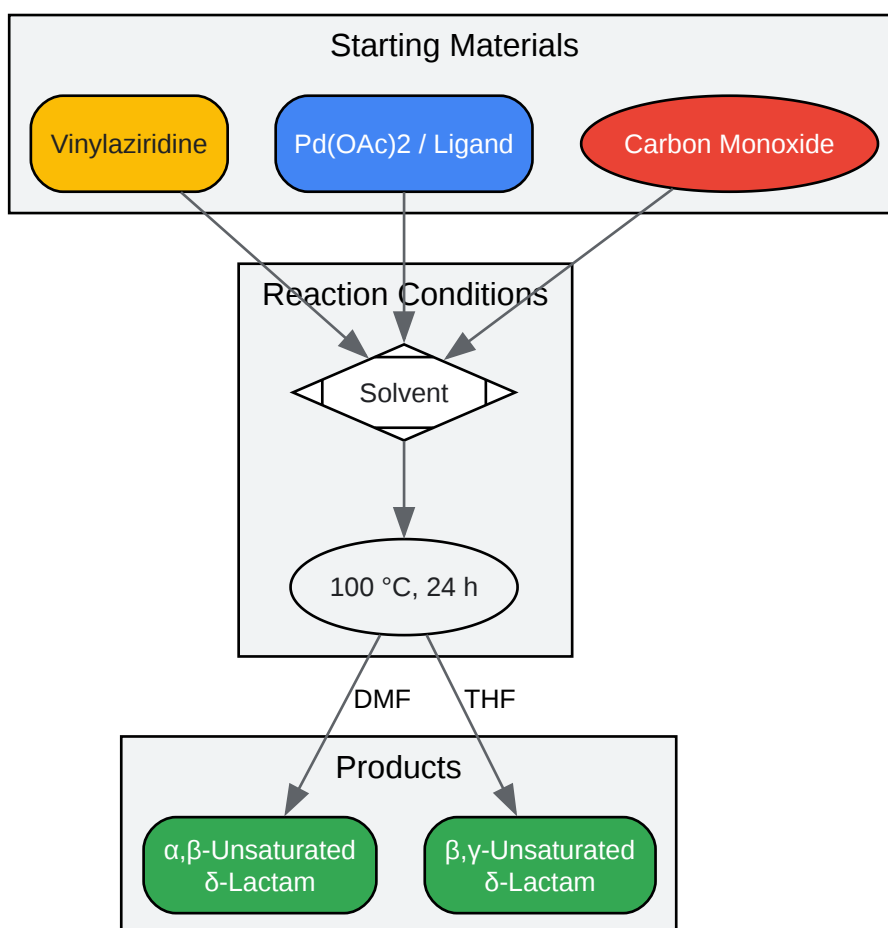 Starting Materials
Vinylaziridine
Pd(OAc)2 / Ligand
Carbon Monoxide
Reaction Conditions
Solvent
100 °C, 24 h
DMF
THF
Products
α,β-Unsaturated
δ-Lactam
β,γ-Unsaturated
δ-Lactam